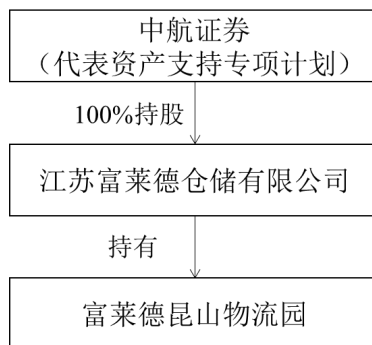 中航证券
（代表资产支持专项计划）
100%持股
江苏富莱德仓储有限公司
持有
富莱德昆山物流园